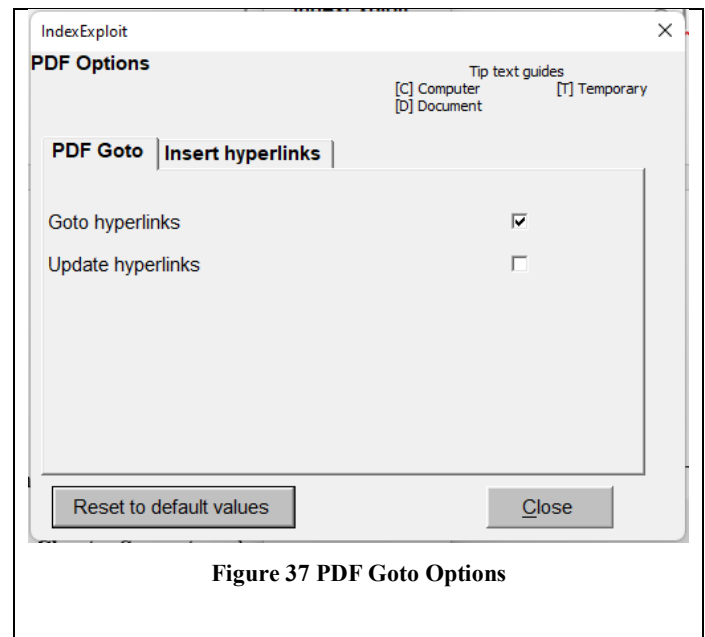 IndexExploit
PDF Options
Tip text guides
[C] Computer [T] Temporary
[D] Document
PDF Goto Insert hyperlinks
Goto hyperlinks
Update hyperlinks
Reset to default values Close
Figure 37 PDF Goto Options